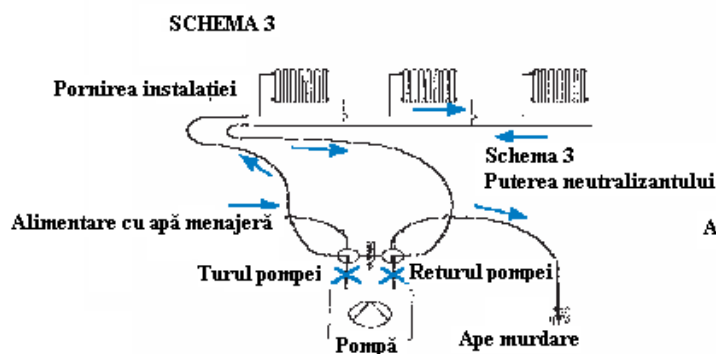 SCHEMA 3
Pornirea instalației
Schema 3
Puterea neutralizantului
Alimentare cu apă menajeră
A
Turul pompei
Returul pompei
Pompă
Ape murdare